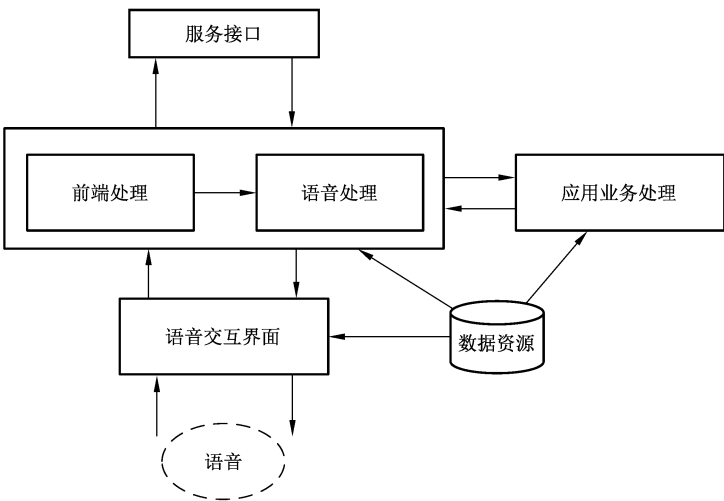 服务接口
前端处理
语音处理
应用业务处理
语音交互界面
数据资源
语音